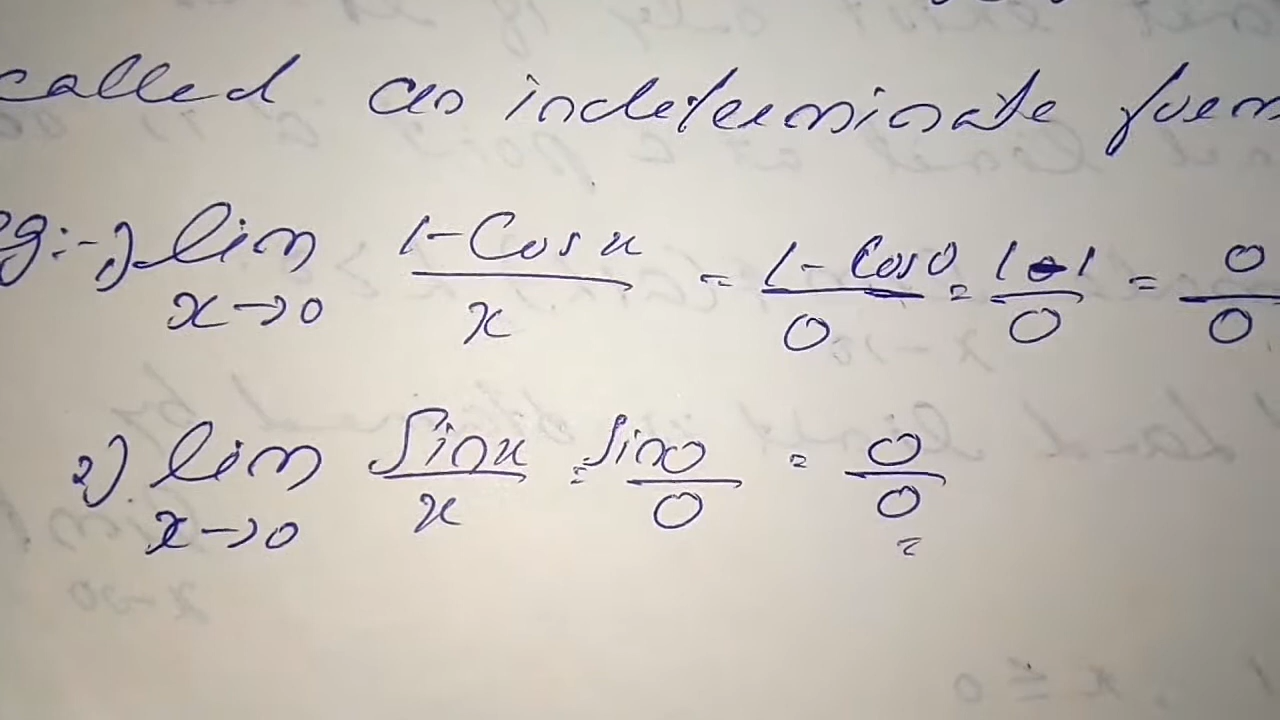 called as indeterminate form
eg:- 1) lim x→0 (1-Cos x)/x = (1-Cos0)/0 = (1-1)/0 = 0/0
2) lim x→0 Sinx/x = Sin0/0 = 0/0